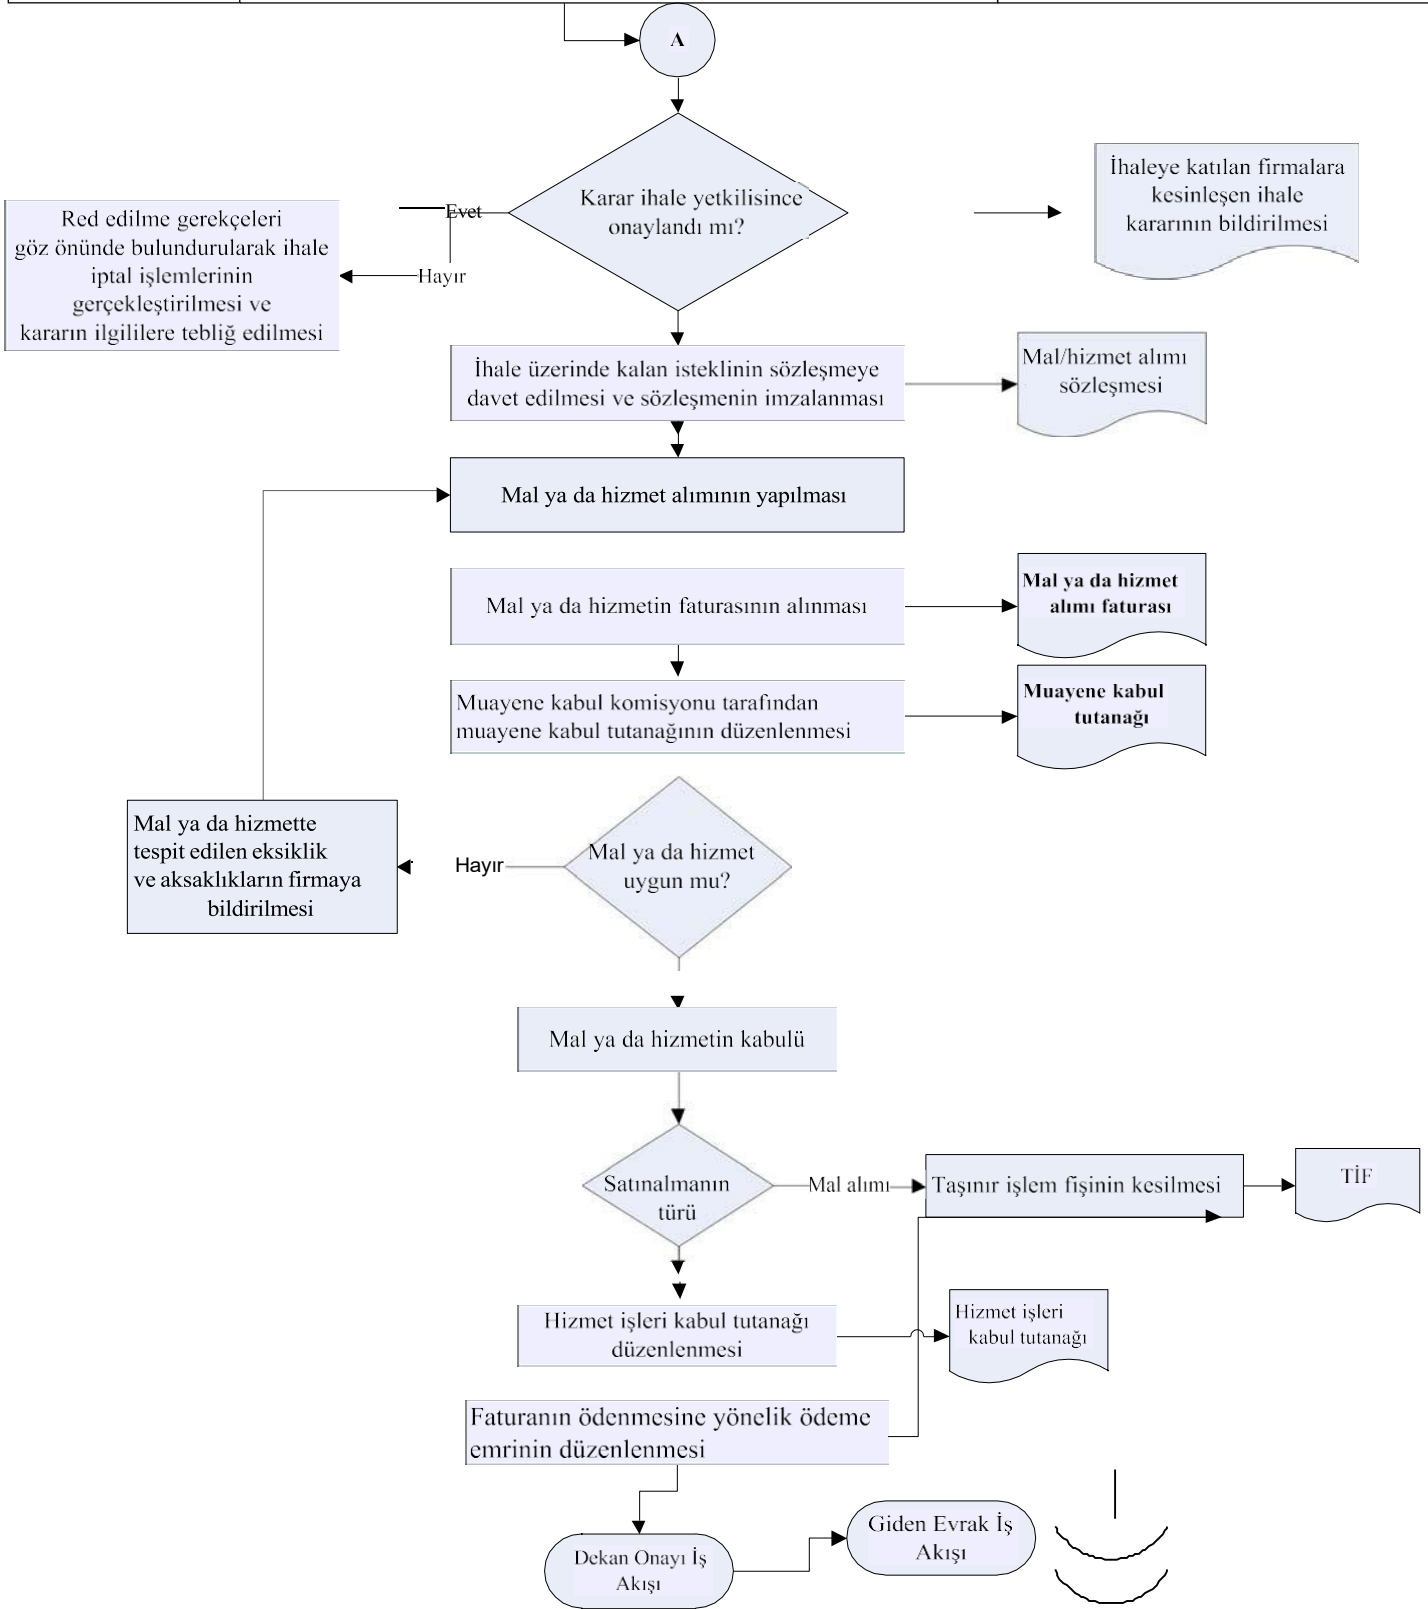 A
Karar ihale yetkilisince
onaylandı mı?
İhaleye katılan firmalara
kesinleşen ihale
kararının bildirilmesi
Evet
Hayır
Red edilme gerekçeleri
göz önünde bulundurularak ihale
iptal işlemlerinin
gerçekleştirilmesi ve
kararın ilgililere tebliğ edilmesi
İhale üzerinde kalan isteklinin sözleşmeye
davet edilmesi ve sözleşmenin imzalanması
Mal/hizmet alımı
sözleşmesi
Mal ya da hizmet alımının yapılması
Mal ya da hizmetin faturasının alınması
Mal ya da hizmet
alımı faturası
Muayene kabul komisyonu tarafından
muayene kabul tutanağının düzenlenmesi
Muayene kabul
tutanağı
Mal ya da hizmette
tespit edilen eksiklik
ve aksaklıkların firmaya
bildirilmesi
Hayır
Mal ya da hizmet
uygun mu?
Mal ya da hizmetin kabulü
Satınalmanın
türü
Mal alımı
Taşınır işlem fişinin kesilmesi
TİF
Hizmet işleri kabul tutanağı
düzenlenmesi
Hizmet işleri
kabul tutanağı
Faturanın ödenmesine yönelik ödeme
emrinin düzenlenmesi
Dekan Onayı İş
Akışı
Giden Evrak İş
Akışı